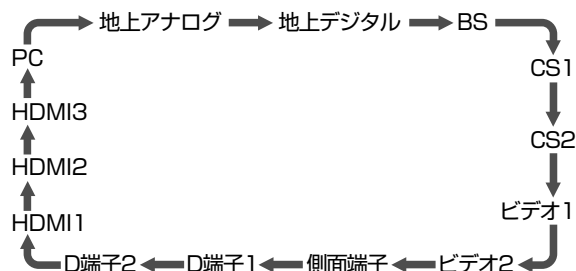 地上アナログ 地上デジタル BS
PC
CS1
HDMI3
CS2
HDMI2
ビデオ1
HDMI1
D端子2 D端子1 側面端子 ビデオ2